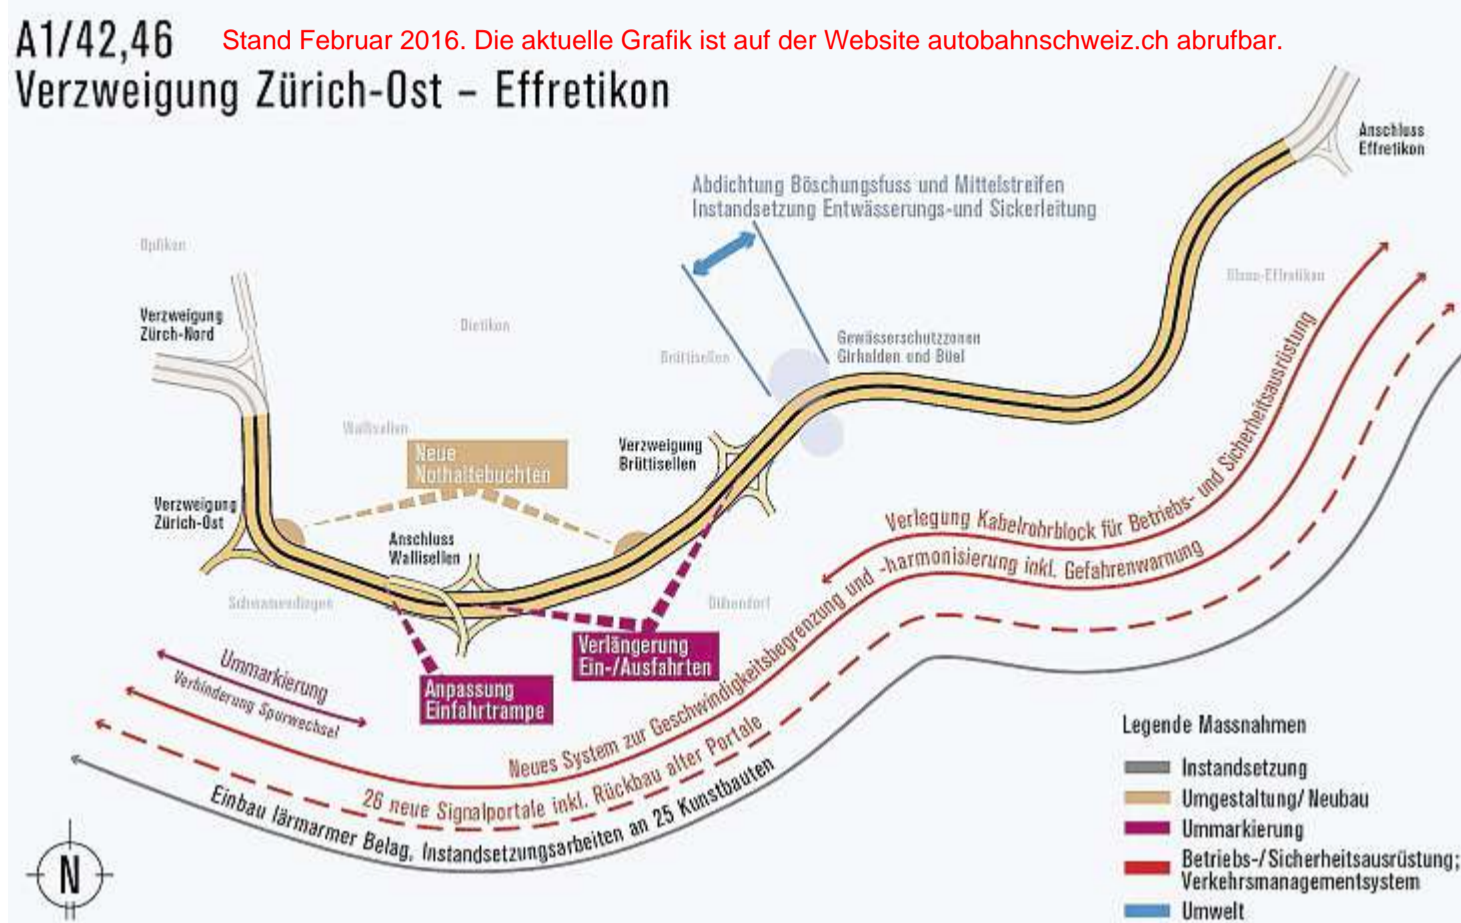 A1/42,46
Stand Februar 2016. Die aktuelle Grafik ist auf der Website autobahnschweiz.ch abrufbar.
Verzweigung Zürich-Ost – Effretikon
Anschluss
Effretikon
Abdichtung Böschungsfuss und Mittelstreifen
Instandsetzung Entwässerungs-und Sickerleitung
Opfikon
Verzweigung
Zürch-Nord
Dietikon
Brüttisellen
Gewässerschutzzonen
Girhalden und Büel
Illnau-Effretikon
Wallisellen
Neue
Nothaltebuchten
Verzweigung
Brüttisellen
Verzweigung
Zürich-Ost
Anschluss
Wallisellen
Schwamendingen
Dübendorf
Verlegung Kabelrohrblock für Betriebs- und Sicherheitsausrüstung
Neues System zur Geschwindigkeitsbegrenzung und -harmonisierung inkl. Gefahrenwarnung
Verlängerung
Ein-/Ausfahrten
Anpassung
Einfahrtrampe
Ummarkierung
Verhinderung Spurwechsel
26 neue Signalportale inkl. Rückbau alter Portale
Einbau lärmarmer Belag, Instandsetzungsarbeiten an 25 Kunstbauten
Legende Massnahmen
Instandsetzung
Umgestaltung/ Neubau
Ummarkierung
Betriebs-/Sicherheitsausrüstung;
Verkehrsmanagementsystem
Umwelt
N